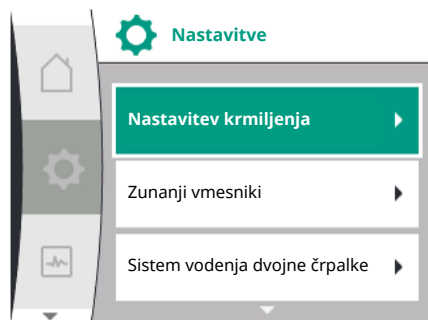 Nastavitve
Nastavitev krmiljenja
Zunanji vmesniki
Sistem vodenja dvojne črpalke